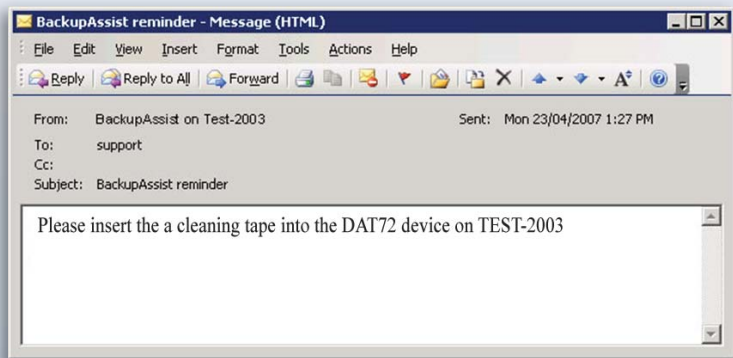 BackupAssist reminder - Message (HTML)
File Edit View Insert Format Tools Actions Help
Reply Reply to All Forward A
From: BackupAssist on Test-2003 Sent: Mon 23/04/2007 1:27 PM
To: support
Cc:
Subject: BackupAssist reminder
Please insert the a cleaning tape into the DAT72 device on TEST-2003